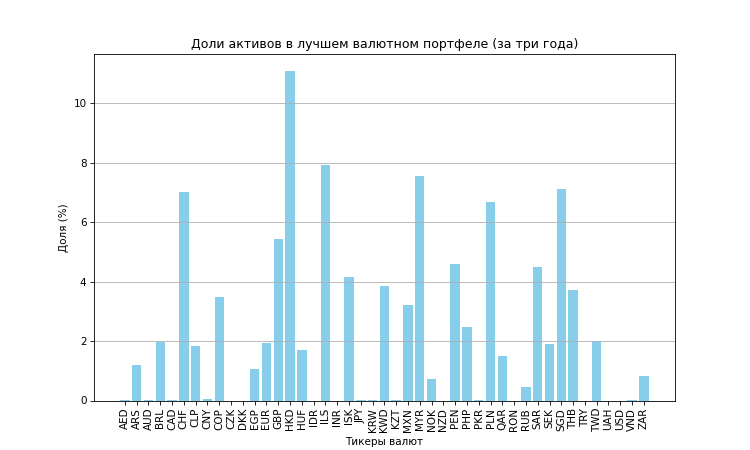 Доли активов в лучшем валютном портфеле (за три года)
Доля (%)
10
8
6
4
2
0
AED ARS AUD BRL CAD CHF CLP CNY COP CZK DKK EGP EUR GBP HKD HUF IDR ILS INR ISK JPY KRW KWD KZT MXN MYR NOK NZD PEN PHP PKR PLN QAR RON RUB SAR SEK SGD THB TRY TWD UAH USD VND ZAR
Тикеры валют